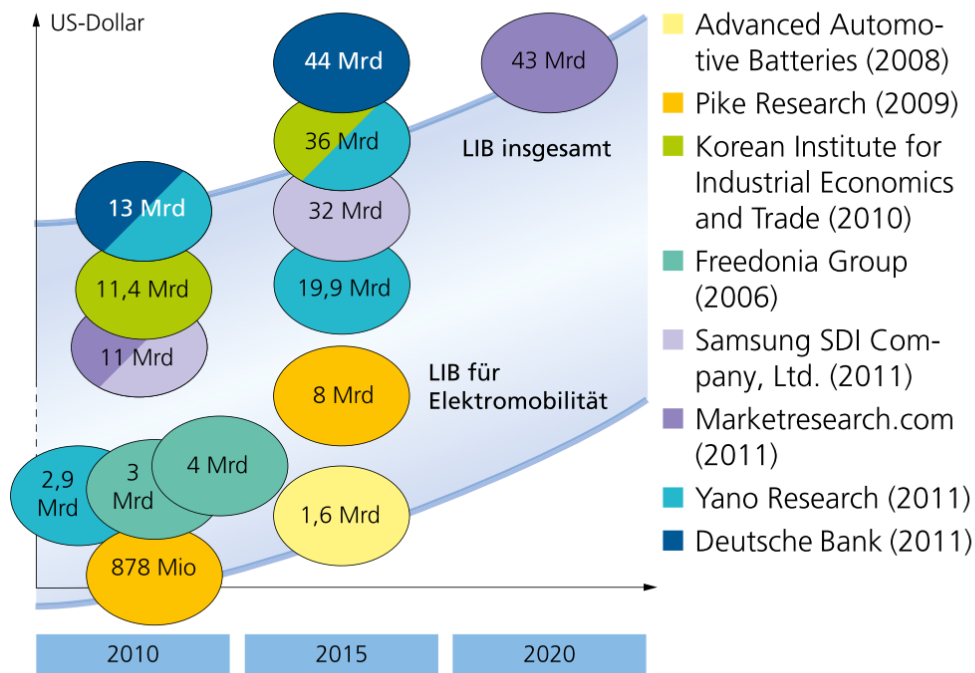 US-Dollar
44 Mrd
43 Mrd
36 Mrd
LIB insgesamt
13 Mrd
32 Mrd
11,4 Mrd
19,9 Mrd
11 Mrd
LIB für
Elektromobilität
8 Mrd
2,9
Mrd
3
Mrd
4 Mrd
1,6 Mrd
878 Mio
2010
2015
2020
Advanced Automo-
tive Batteries (2008)
Pike Research (2009)
Korean Institute for
Industrial Economics
and Trade (2010)
Freedonia Group
(2006)
Samsung SDI Com-
pany, Ltd. (2011)
Marketresearch.com
(2011)
Yano Research (2011)
Deutsche Bank (2011)